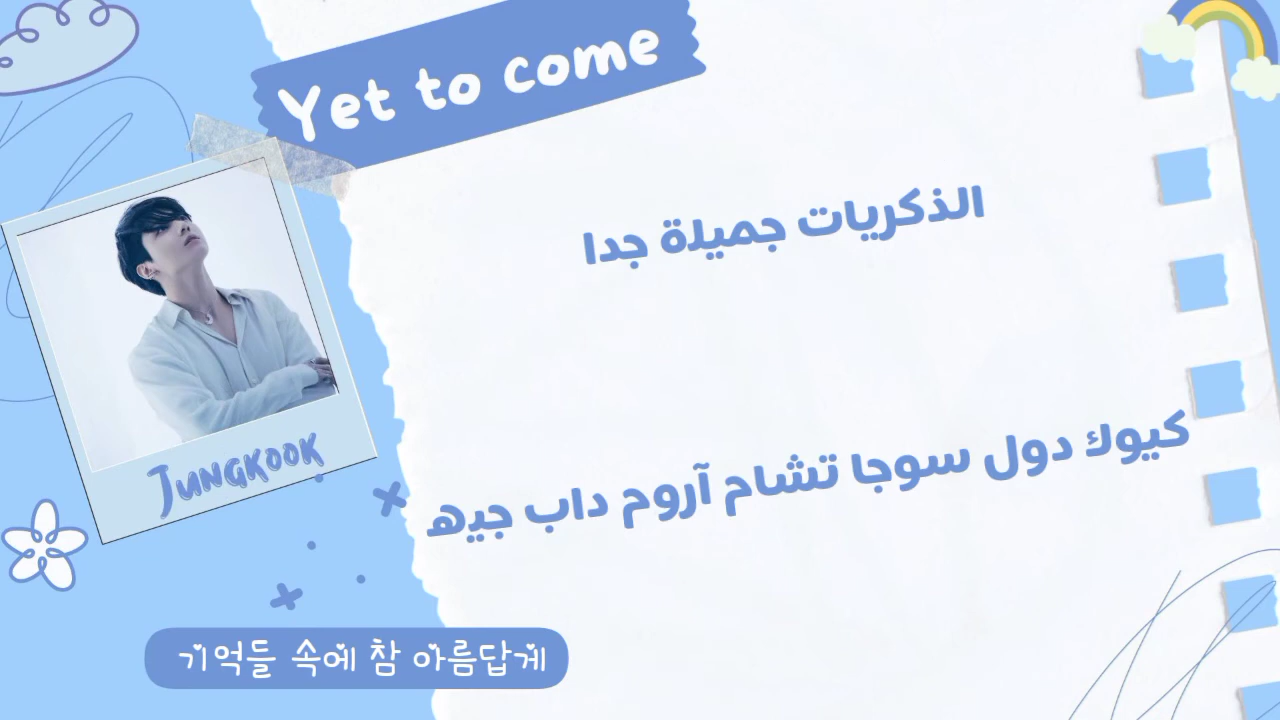 Yet to come
الذكريات جميلة جدا
JUNGKOOK
كيوك دول سوجا تشام آروم داب جيهـ
기억들 속에 참 아름답게